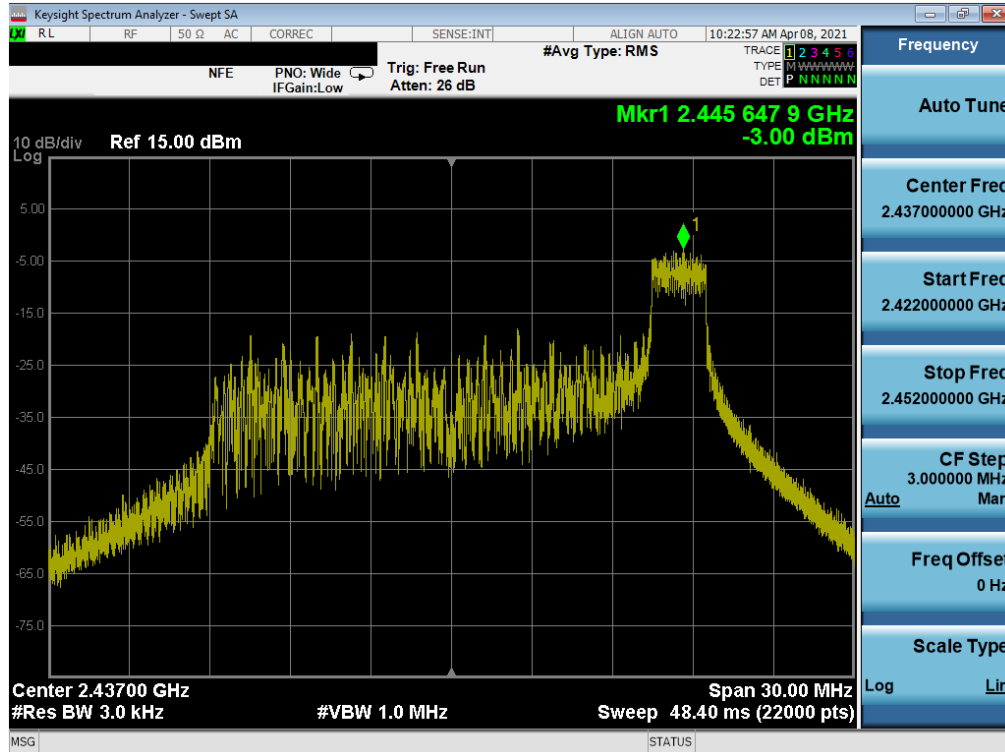 Keysight Spectrum Analyzer - Swept SA
LXI RL RF 50 Ω AC CORREC SENSE:INT ALIGN AUTO 10:22:57 AM Apr 08, 2021
NFE PNO: Wide IFGain:Low Trig: Free Run Atten: 26 dB #Avg Type: RMS
TRACE 1 2 3 4 5 6
TYPE M WWWWW
DET P N N N N N
Mkr1 2.445 647 9 GHz
-3.00 dBm
10 dB/div Ref 15.00 dBm
Log
1
5.00
-5.00
-15.0
-25.0
-35.0
-45.0
-55.0
-65.0
-75.0
Center 2.43700 GHz Span 30.00 MHz
#Res BW 3.0 kHz #VBW 1.0 MHz Sweep 48.40 ms (22000 pts)
MSG STATUS
Frequency
Auto Tune
Center Freq
2.437000000 GHz
Start Freq
2.422000000 GHz
Stop Freq
2.452000000 GHz
CF Step
3.000000 MHz
Auto Man
Freq Offset
0 Hz
Scale Type
Log Lin